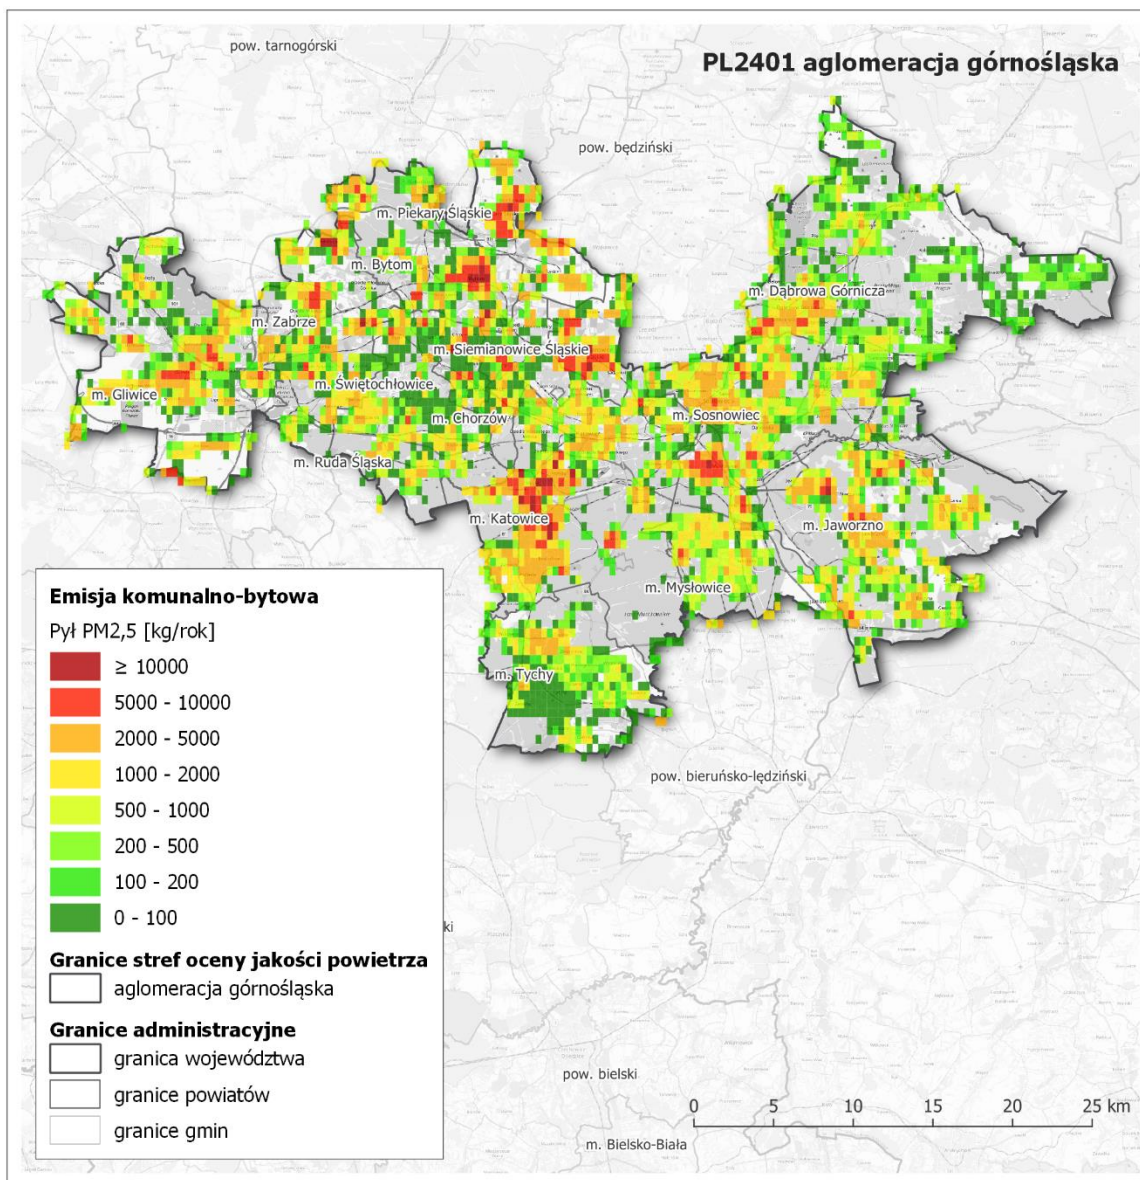 pow. tarnogórski
PL2401 aglomeracja górnośląska
pow. będziński
m. Piekary Śląskie
m. Bytom
m. Dąbrowa Górnicza
m. Zabrze
m. Siemianowice Śląskie
m. Świętochłowice
m. Gliwice
m. Chorzów
m. Sosnowiec
m. Ruda Śląska
m. Katowice
m. Jaworzno
m. Mysłowice
m. Tychy
pow. bieruńsko-lędziński
Emisja komunalno-bytowa
Pył PM2,5 [kg/rok]
≥ 10000
5000 - 10000
2000 - 5000
1000 - 2000
500 - 1000
200 - 500
100 - 200
0 - 100
ki
Granice stref oceny jakości powietrza
aglomeracja górnośląska
Granice administracyjne
granica województwa
granice powiatów
granice gmin
pow. bielski
0 5 10 15 20 25 km
m. Bielsko-Biała